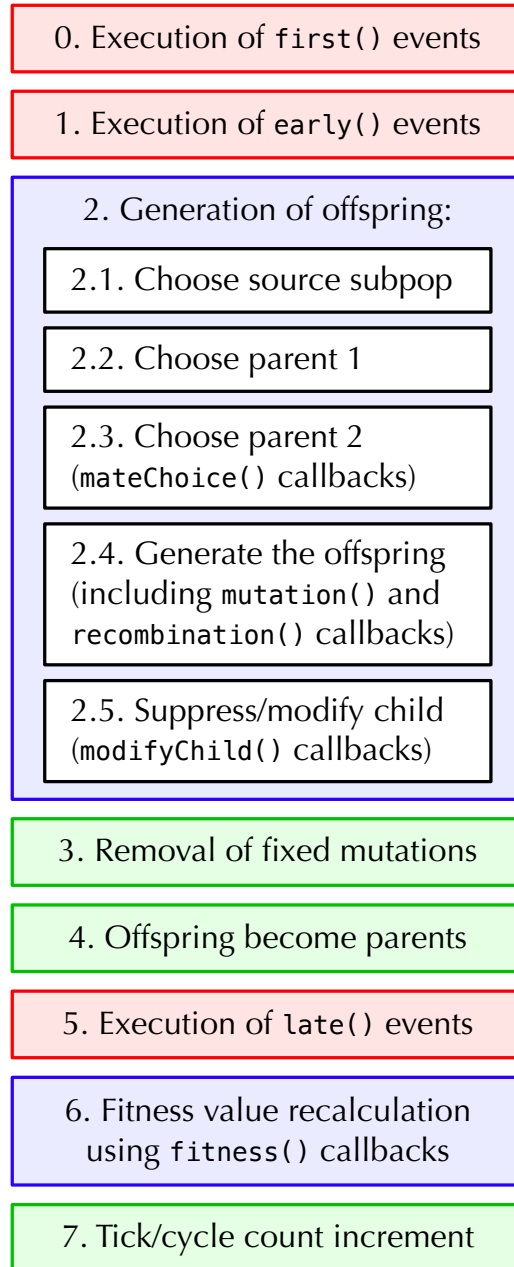 0. Execution of first() events
1. Execution of early() events
2. Generation of offspring:
2.1. Choose source subpop
2.2. Choose parent 1
2.3. Choose parent 2
(mateChoice() callbacks)
2.4. Generate the offspring
(including mutation() and
recombination() callbacks)
2.5. Suppress/modify child
(modifyChild() callbacks)
3. Removal of fixed mutations
4. Offspring become parents
5. Execution of late() events
6. Fitness value recalculation
using fitness() callbacks
7. Tick/cycle count increment